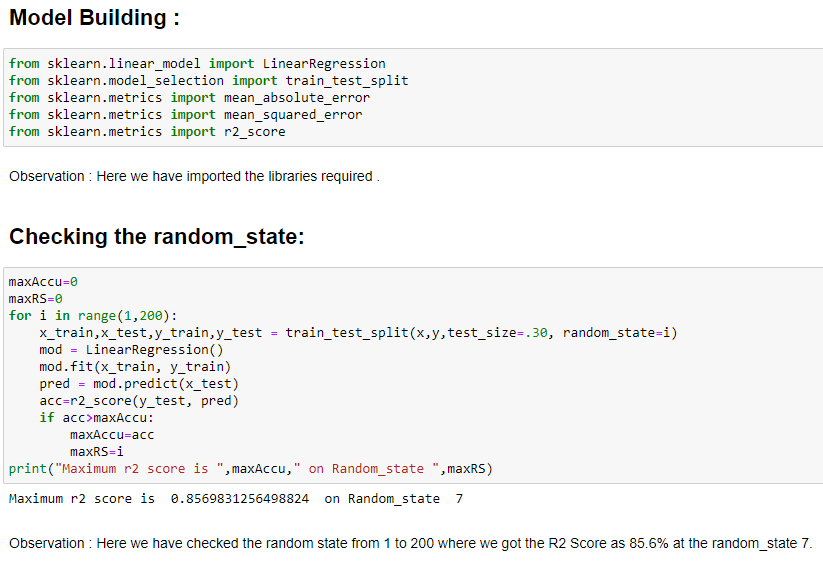 Model Building :
from sklearn.linear_model import LinearRegression
from sklearn.model_selection import train_test_split
from sklearn.metrics import mean_absolute_error
from sklearn.metrics import mean_squared_error
from sklearn.metrics import r2_score
Observation : Here we have imported the libraries required .
Checking the random_state:
maxAccu=0
maxRS=0
for i in range(1,200):
    x_train,x_test,y_train,y_test = train_test_split(x,y,test_size=.30, random_state=i)
    mod = LinearRegression()
    mod.fit(x_train, y_train)
    pred = mod.predict(x_test)
    acc=r2_score(y_test, pred)
    if acc>maxAccu:
        maxAccu=acc
        maxRS=i
print("Maximum r2 score is ",maxAccu," on Random_state ",maxRS)
Maximum r2 score is  0.8569831256498824  on Random_state  7
Observation : Here we have checked the random state from 1 to 200 where we got the R2 Score as 85.6% at the random_state 7.